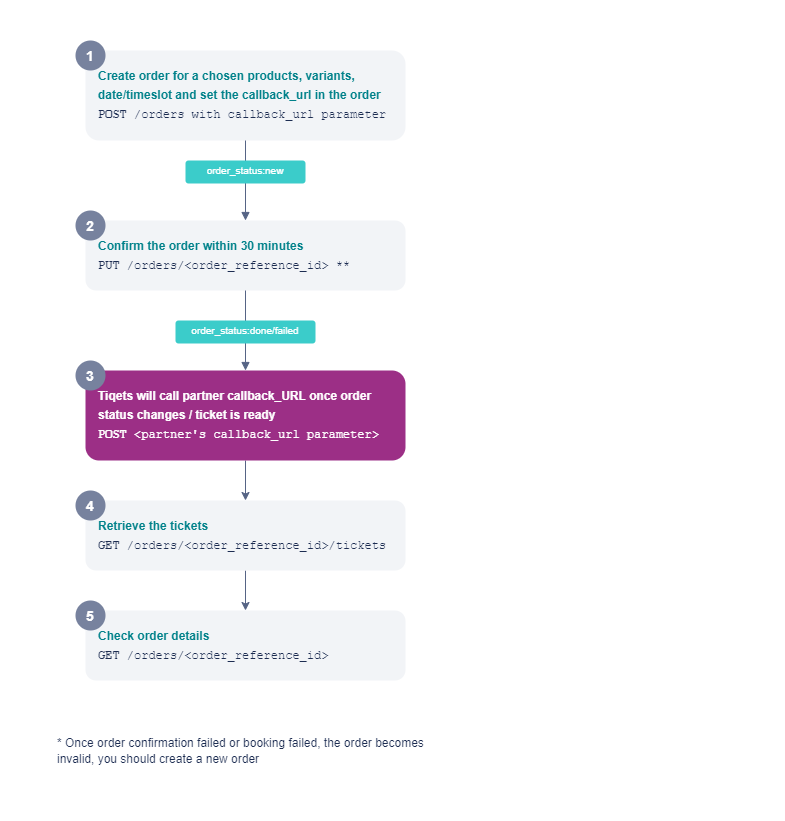 1
Create order for a chosen products, variants,
date/timeslot and set the callback_url in the order
POST /orders with callback_url parameter
order_status:new
2
Confirm the order within 30 minutes
PUT /orders/<order_reference_id> **
order_status:done/failed
3
Tiqets will call partner callback_URL once order
status changes / ticket is ready
POST <partner's callback_url parameter>
4
Retrieve the tickets
GET /orders/<order_reference_id>/tickets
5
Check order details
GET /orders/<order_reference_id>
* Once order confirmation failed or booking failed, the order becomes
invalid, you should create a new order